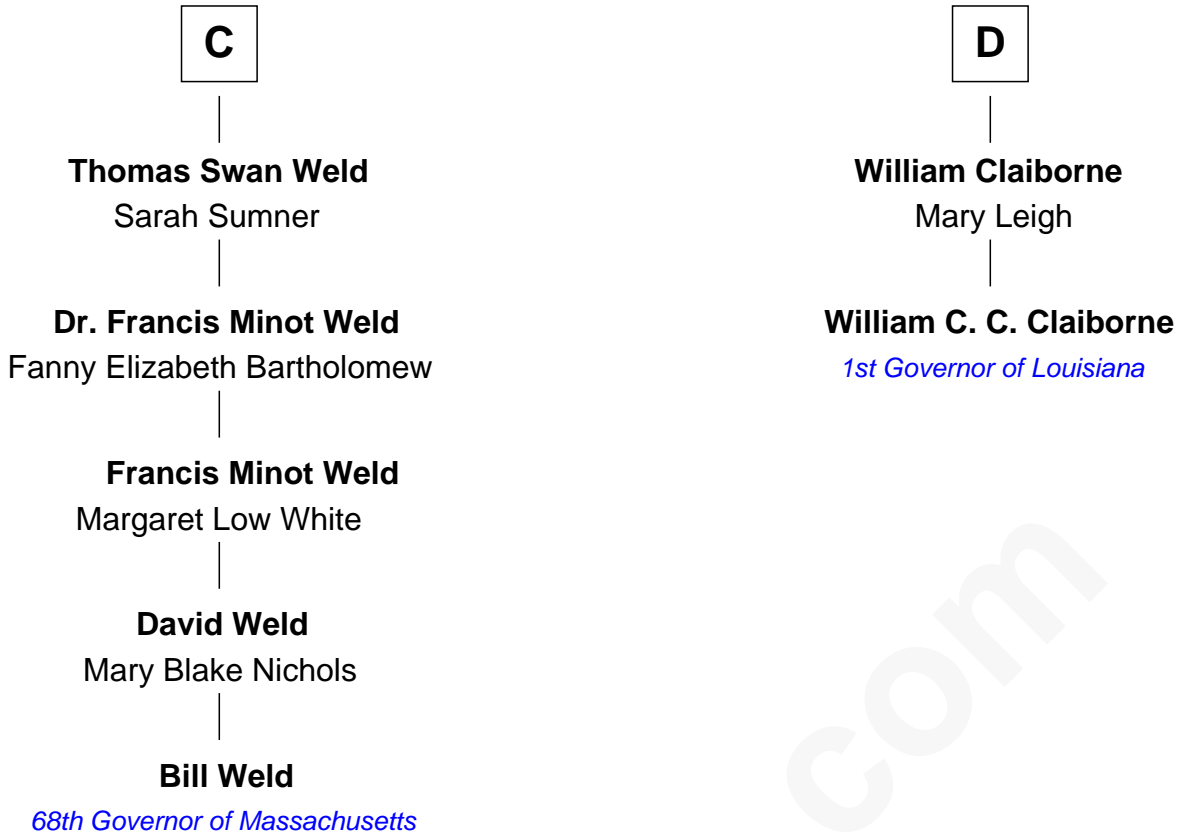 C
Thomas Swan Weld
Sarah Sumner
Dr. Francis Minot Weld
Fanny Elizabeth Bartholomew
Francis Minot Weld
Margaret Low White
David Weld
Mary Blake Nichols
Bill Weld
68th Governor of Massachusetts
D
William Claiborne
Mary Leigh
William C. C. Claiborne
1st Governor of Louisiana
com